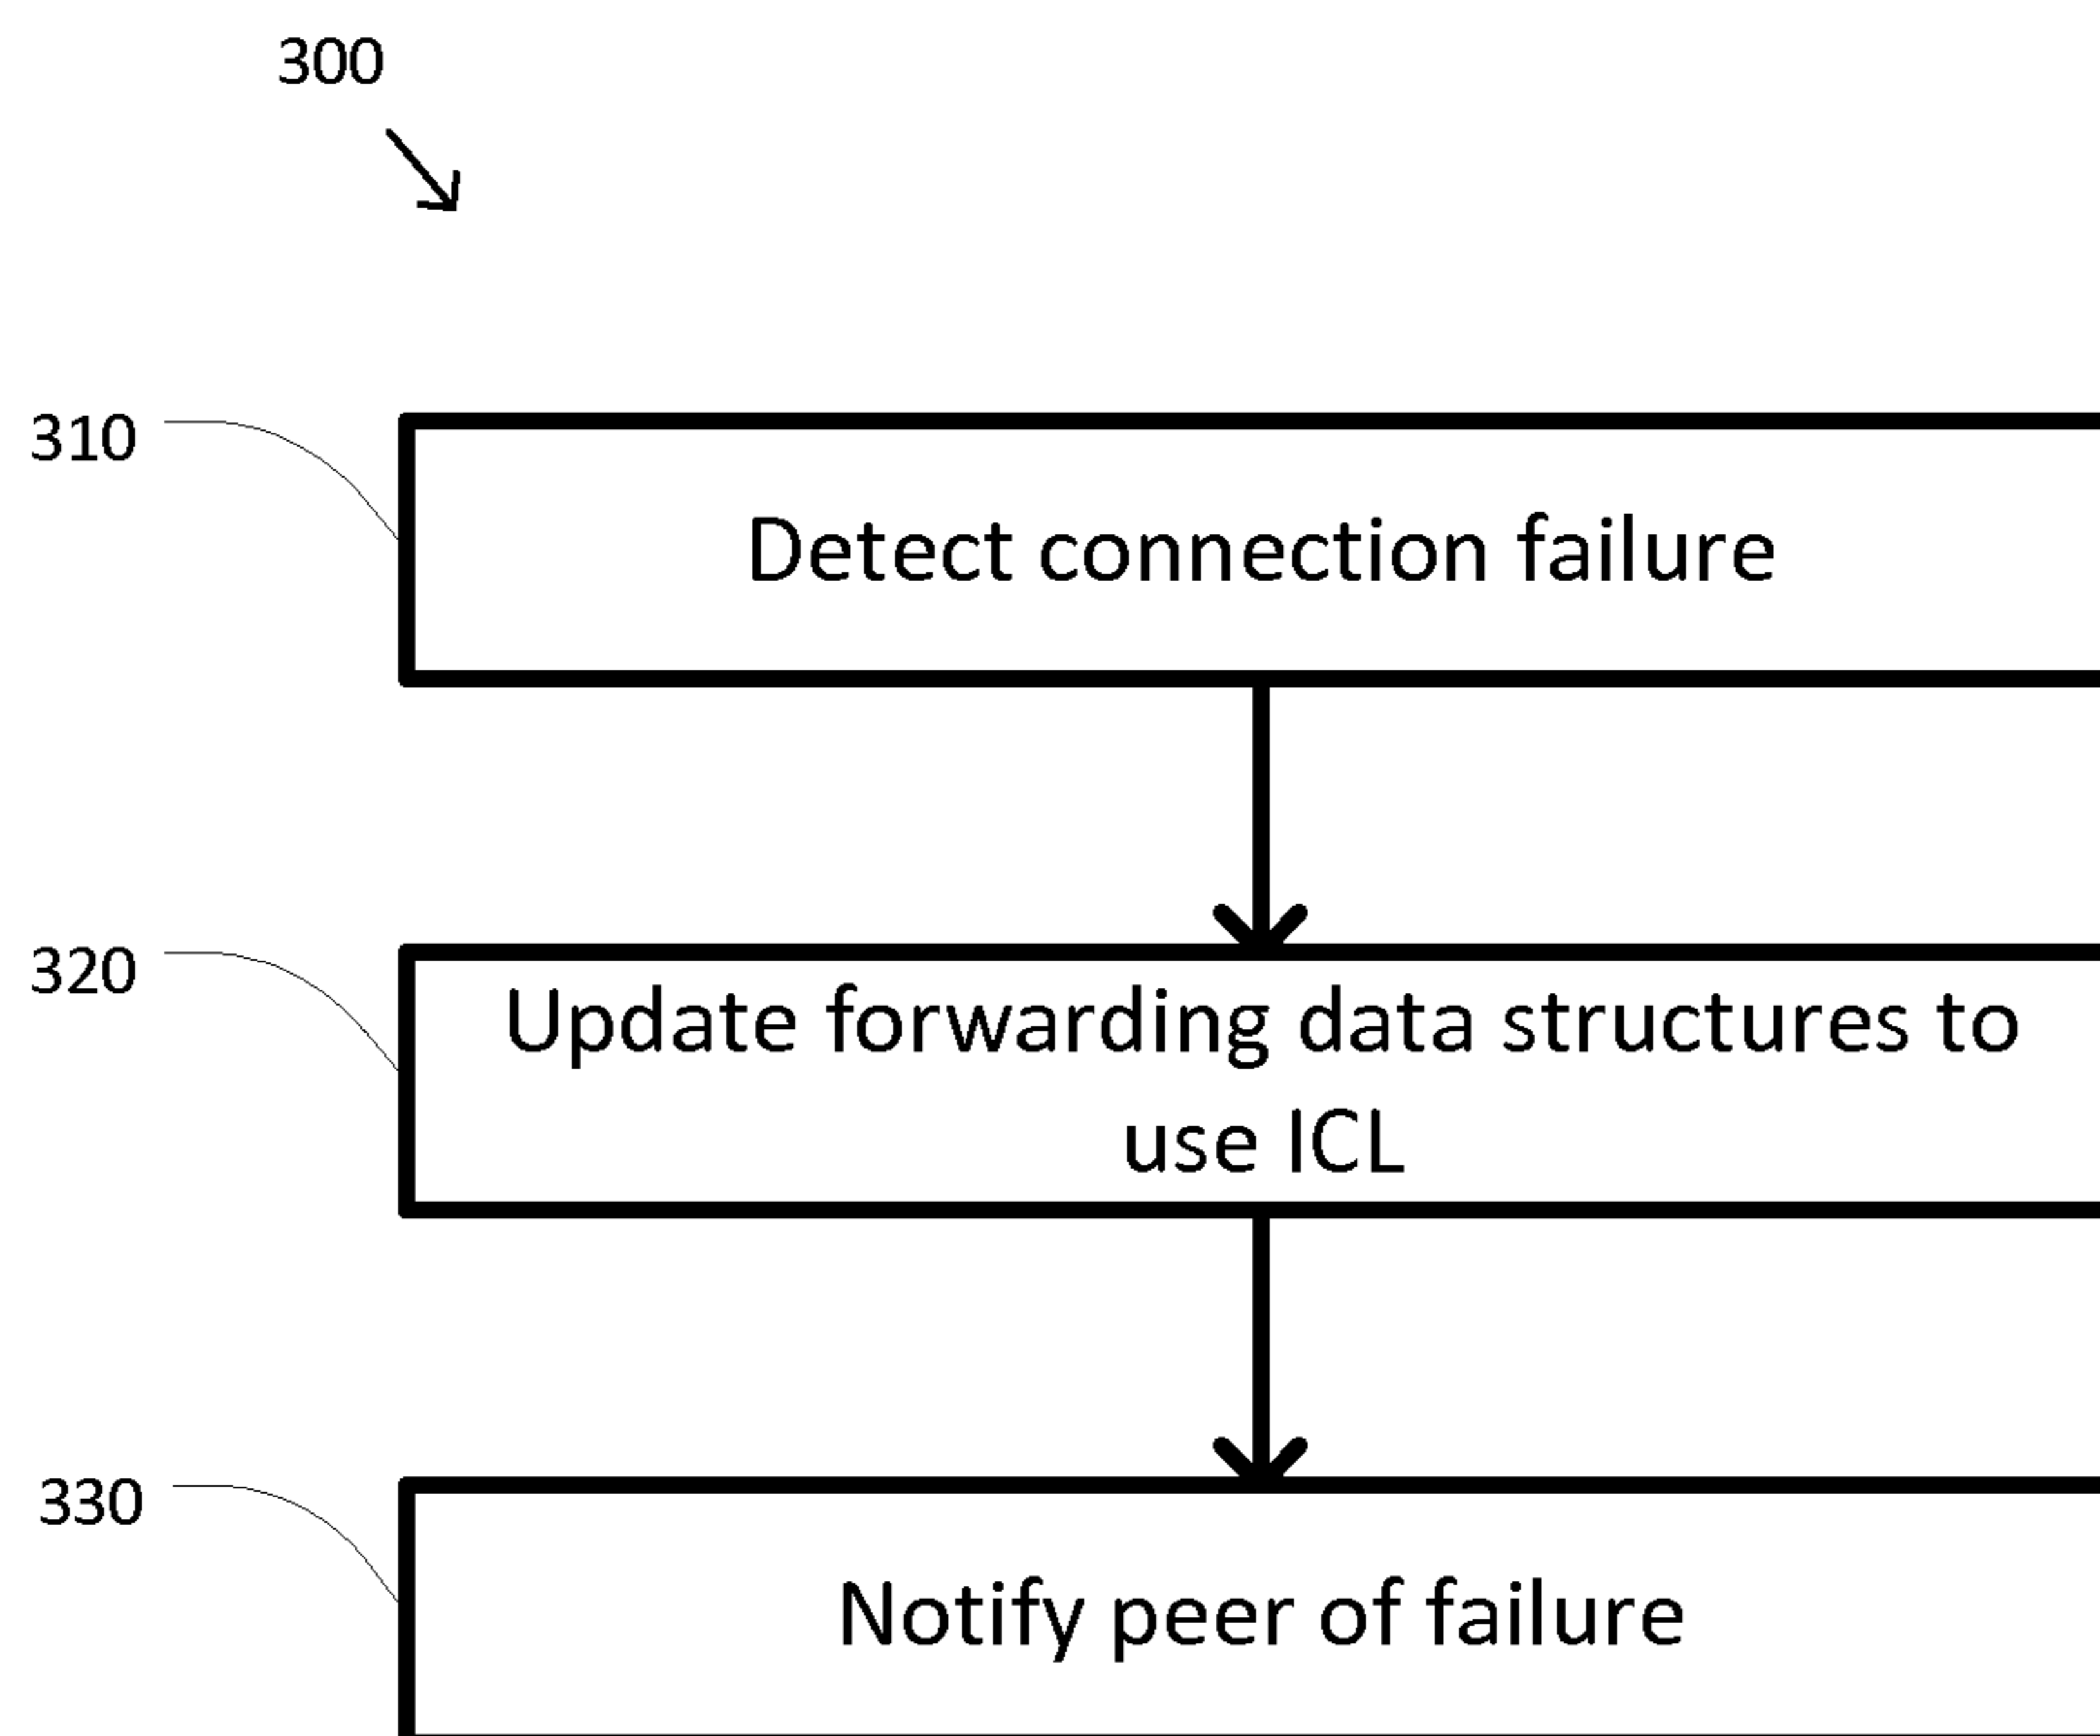 300
310
Detect connection failure
320
Update forwarding data structures to
use ICL
330
Notify peer of failure